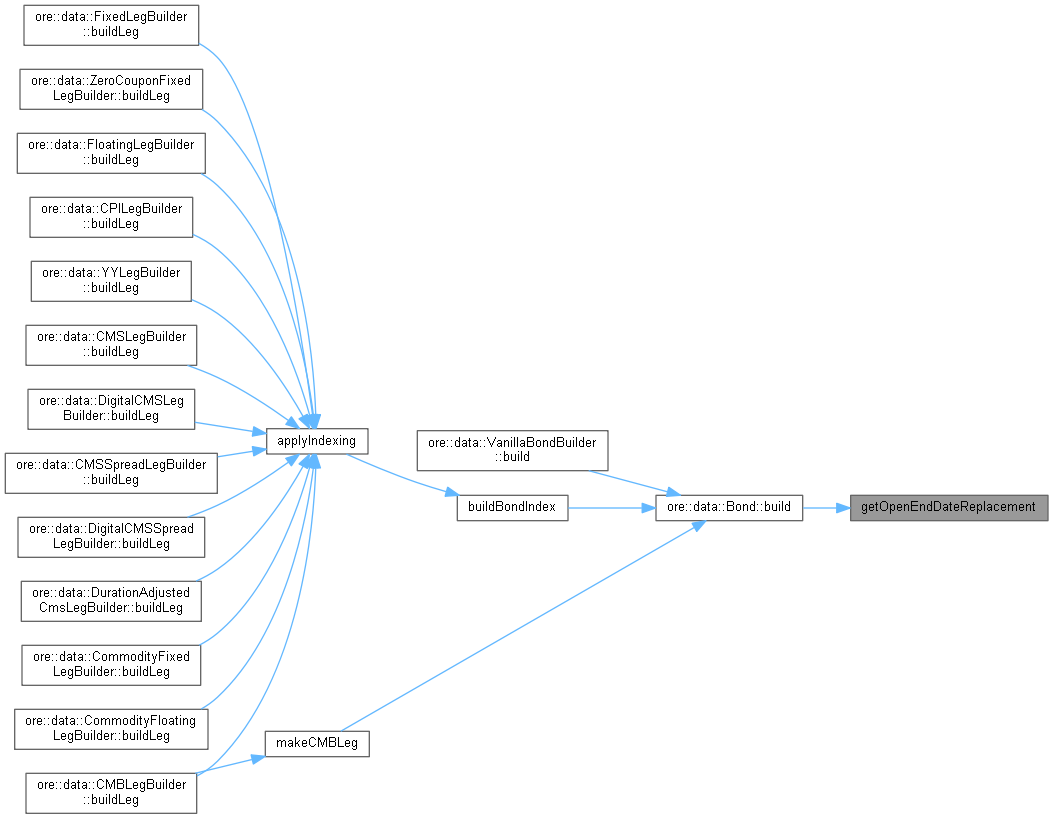 ore::data::FixedLegBuilder
::buildLeg
ore::data::ZeroCouponFixed
LegBuilder::buildLeg
ore::data::FloatingLegBuilder
::buildLeg
ore::data::CPILegBuilder
::buildLeg
ore::data::YYLegBuilder
::buildLeg
ore::data::CMSLegBuilder
::buildLeg
ore::data::DigitalCMSLeg
Builder::buildLeg
ore::data::CMSSpreadLegBuilder
::buildLeg
ore::data::DigitalCMSSpread
LegBuilder::buildLeg
ore::data::DurationAdjusted
CmsLegBuilder::buildLeg
ore::data::CommodityFixed
LegBuilder::buildLeg
ore::data::CommodityFloating
LegBuilder::buildLeg
ore::data::CMBLegBuilder
::buildLeg
applyIndexing
makeCMBLeg
ore::data::VanillaBondBuilder
::build
buildBondIndex
ore::data::Bond::build
getOpenEndDateReplacement